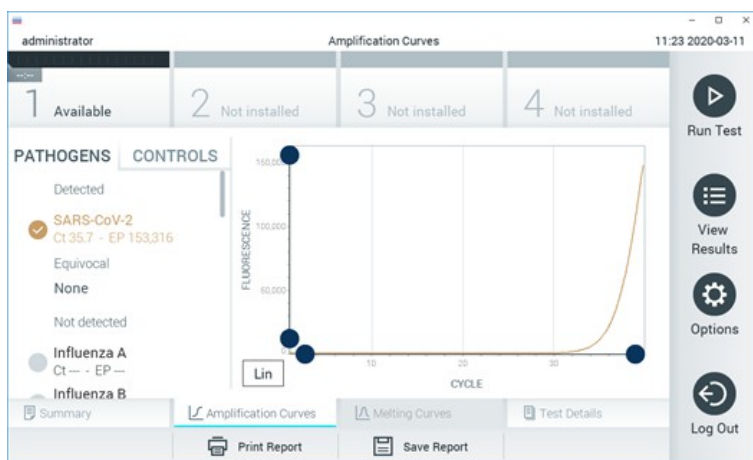 administrator
Amplification Curves
11:23 2020-03-11
1 Available
2 Not installed
3 Not installed
4 Not installed
Run Test
PATHOGENS CONTROLS
Detected
SARS-CoV-2
Ct 35.7 - EP 153,316
Equivocal
None
Not detected
Influenza A
Ct --- - EP ---
Influenza B
FLUORESCENCE
150,00
100,000
50,000
0
10 20 30
CYCLE
Lin
View
Results
Options
Log Out
Summary
Amplification Curves
Melting Curves
Test Details
Print Report
Save Report